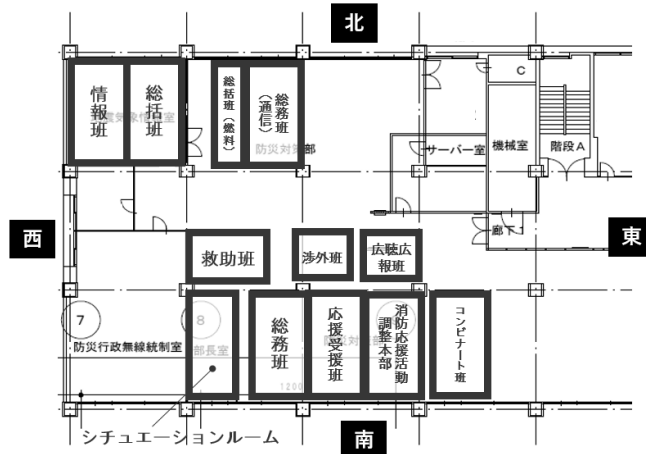 北
情報班
総括班
総括班（燃料）
総務班
（通信）
C
サーバー室
機械室
階段A
西
東
廊下1
救助班
渉外班
広聴広
報班
7
8
防災行政無線統制室
部長室
総務班
応援受援班
消防応援活動
調整本部
コンビナート班
1200
シチュエーションルーム
南